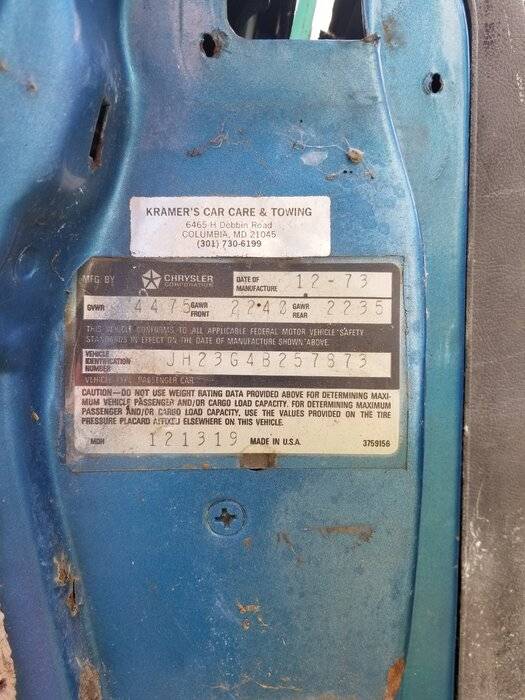 KRAMER'S CAR CARE & TOWING
6465-H Dobbin Road
COLUMBIA, MD 21045
(301) 730-6199
MFG. BY CHRYSLER CORPORATION DATE OF MANUFACTURE 12-73
GVWR 4475 GAWR FRONT 2240 GAWR REAR 2235
THIS VEHICLE CONFORMS TO ALL APPLICABLE FEDERAL MOTOR VEHICLE SAFETY
STANDARDS IN EFFECT ON THE DATE OF MANUFACTURE SHOWN ABOVE.
VEHICLE IDENTIFICATION NUMBER JH23G4B257873
VEHICLE TYPE: PASSENGER CAR
CAUTION—DO NOT USE WEIGHT RATING DATA PROVIDED ABOVE FOR DETERMINING MAXI-
MUM VEHICLE PASSENGER AND/OR CARGO LOAD CAPACITY. FOR DETERMINING MAXIMUM
PASSENGER AND/OR CARGO LOAD CAPACITY, USE THE VALUES PROVIDED ON THE TIRE
PRESSURE PLACARD AFFIXED ELSEWHERE ON THIS VEHICLE.
MDH 121319 MADE IN U.S.A. 3759156